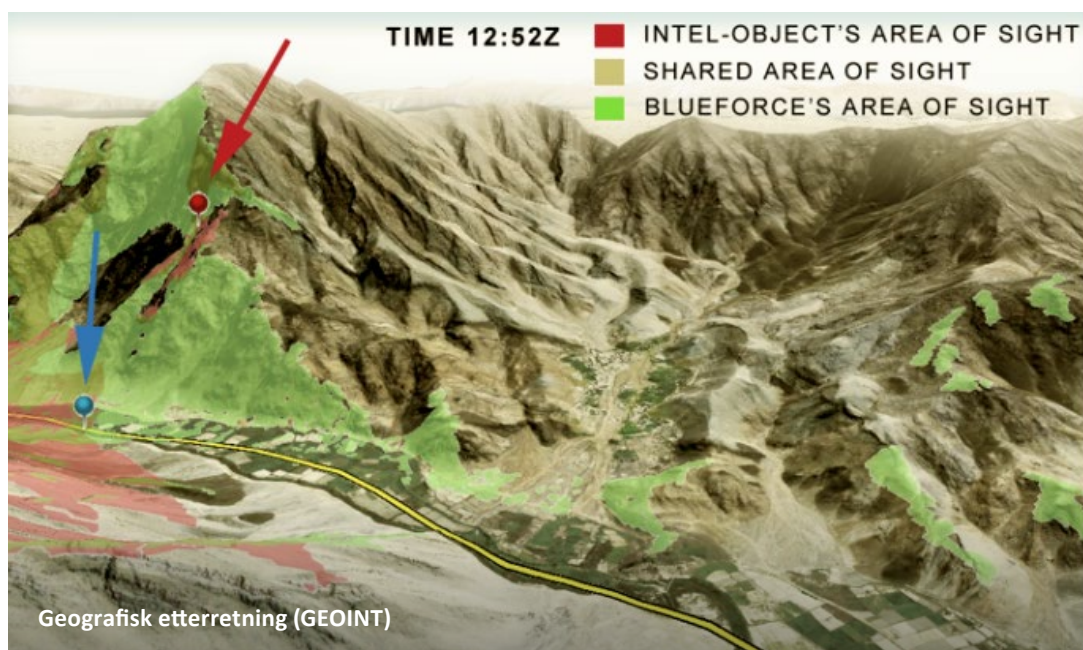 TIME 12:52Z
INTEL-OBJECT'S AREA OF SIGHT
SHARED AREA OF SIGHT
BLUEFORCE'S AREA OF SIGHT
Geografisk etterretning (GEOINT)